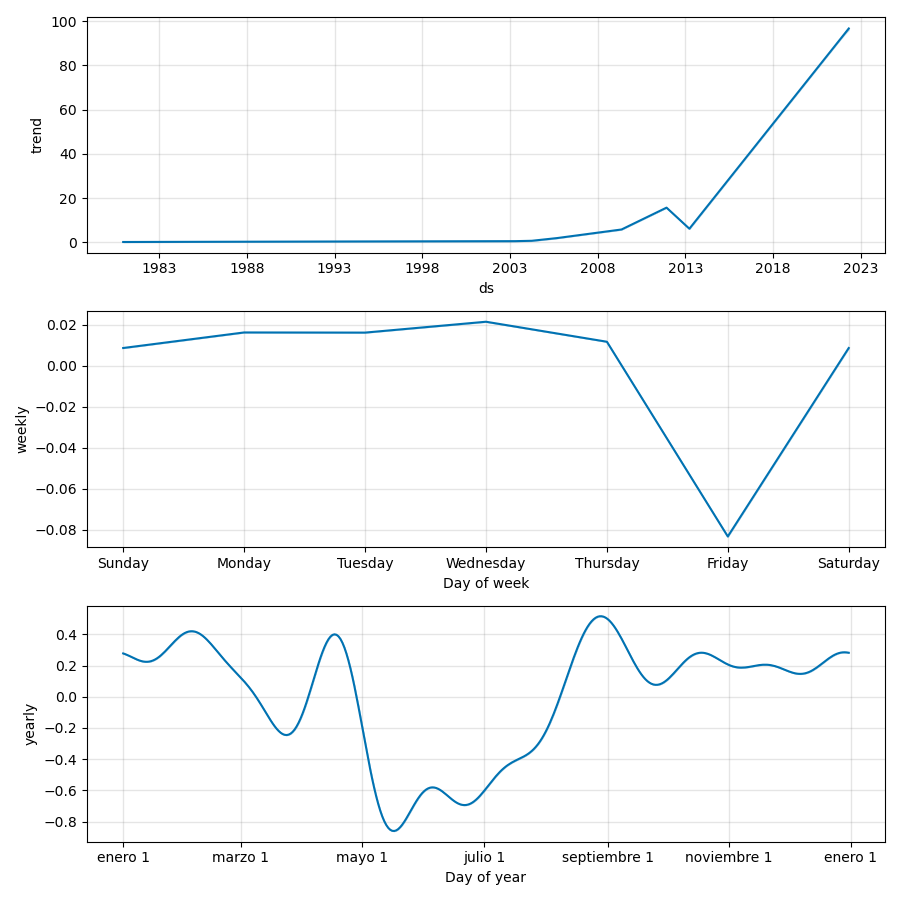 100
80
60
40
20
0
trend
1983 1988 1993 1998 2003 2008 2013 2018 2023
ds
0.02
0.00
−0.02
−0.04
−0.06
−0.08
weekly
Sunday Monday Tuesday Wednesday Thursday Friday Saturday
Day of week
0.4
0.2
0.0
−0.2
−0.4
−0.6
−0.8
yearly
enero 1 marzo 1 mayo 1 julio 1 septiembre 1 noviembre 1 enero 1
Day of year